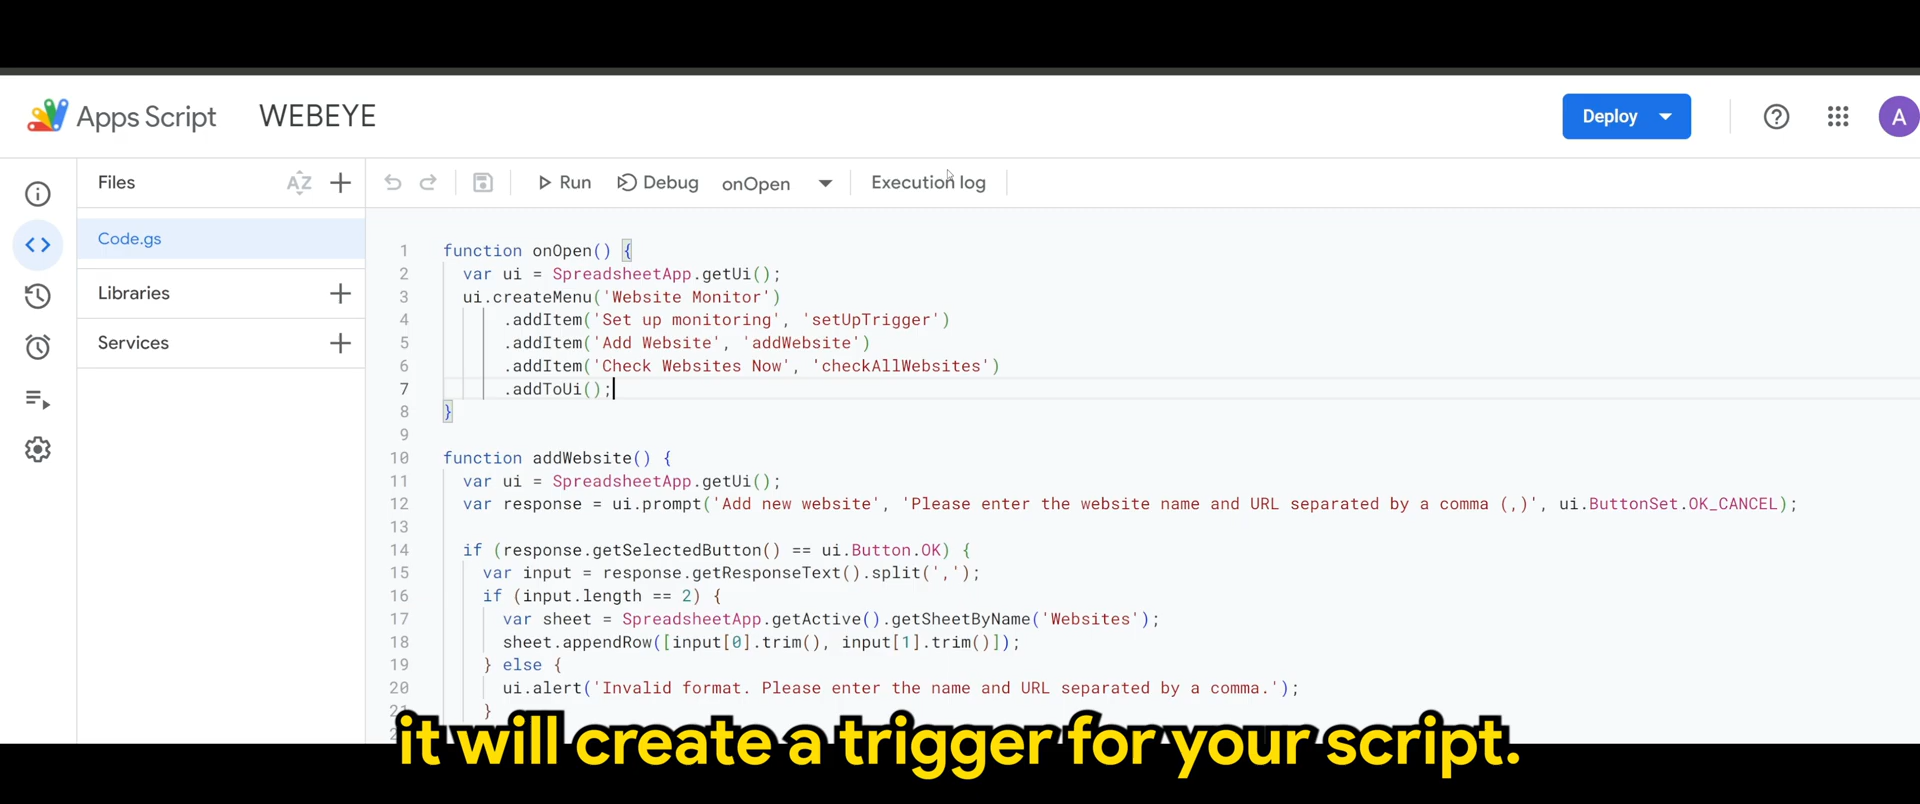 Apps Script WEBEYE Deploy A
Files AZ Run Debug onOpen Execution log
Code.gs
Libraries
Services
1 function onOpen() {
2 var ui = SpreadsheetApp.getUi();
3 ui.createMenu('Website Monitor')
4 .addItem('Set up monitoring', 'setUpTrigger')
5 .addItem('Add Website', 'addWebsite')
6 .addItem('Check Websites Now', 'checkAllWebsites')
7 .addToUi();
8 }
9
10 function addWebsite() {
11 var ui = SpreadsheetApp.getUi();
12 var response = ui.prompt('Add new website', 'Please enter the website name and URL separated by a comma (,)', ui.ButtonSet.OK_CANCEL);
13
14 if (response.getSelectedButton() == ui.Button.OK) {
15 var input = response.getResponseText().split(',');
16 if (input.length == 2) {
17 var sheet = SpreadsheetApp.getActive().getSheetByName('Websites');
18 sheet.appendRow([input[0].trim(), input[1].trim()]);
19 } else {
20 ui.alert('Invalid format. Please enter the name and URL separated by a comma.');
21 }
it will create a trigger for your script.